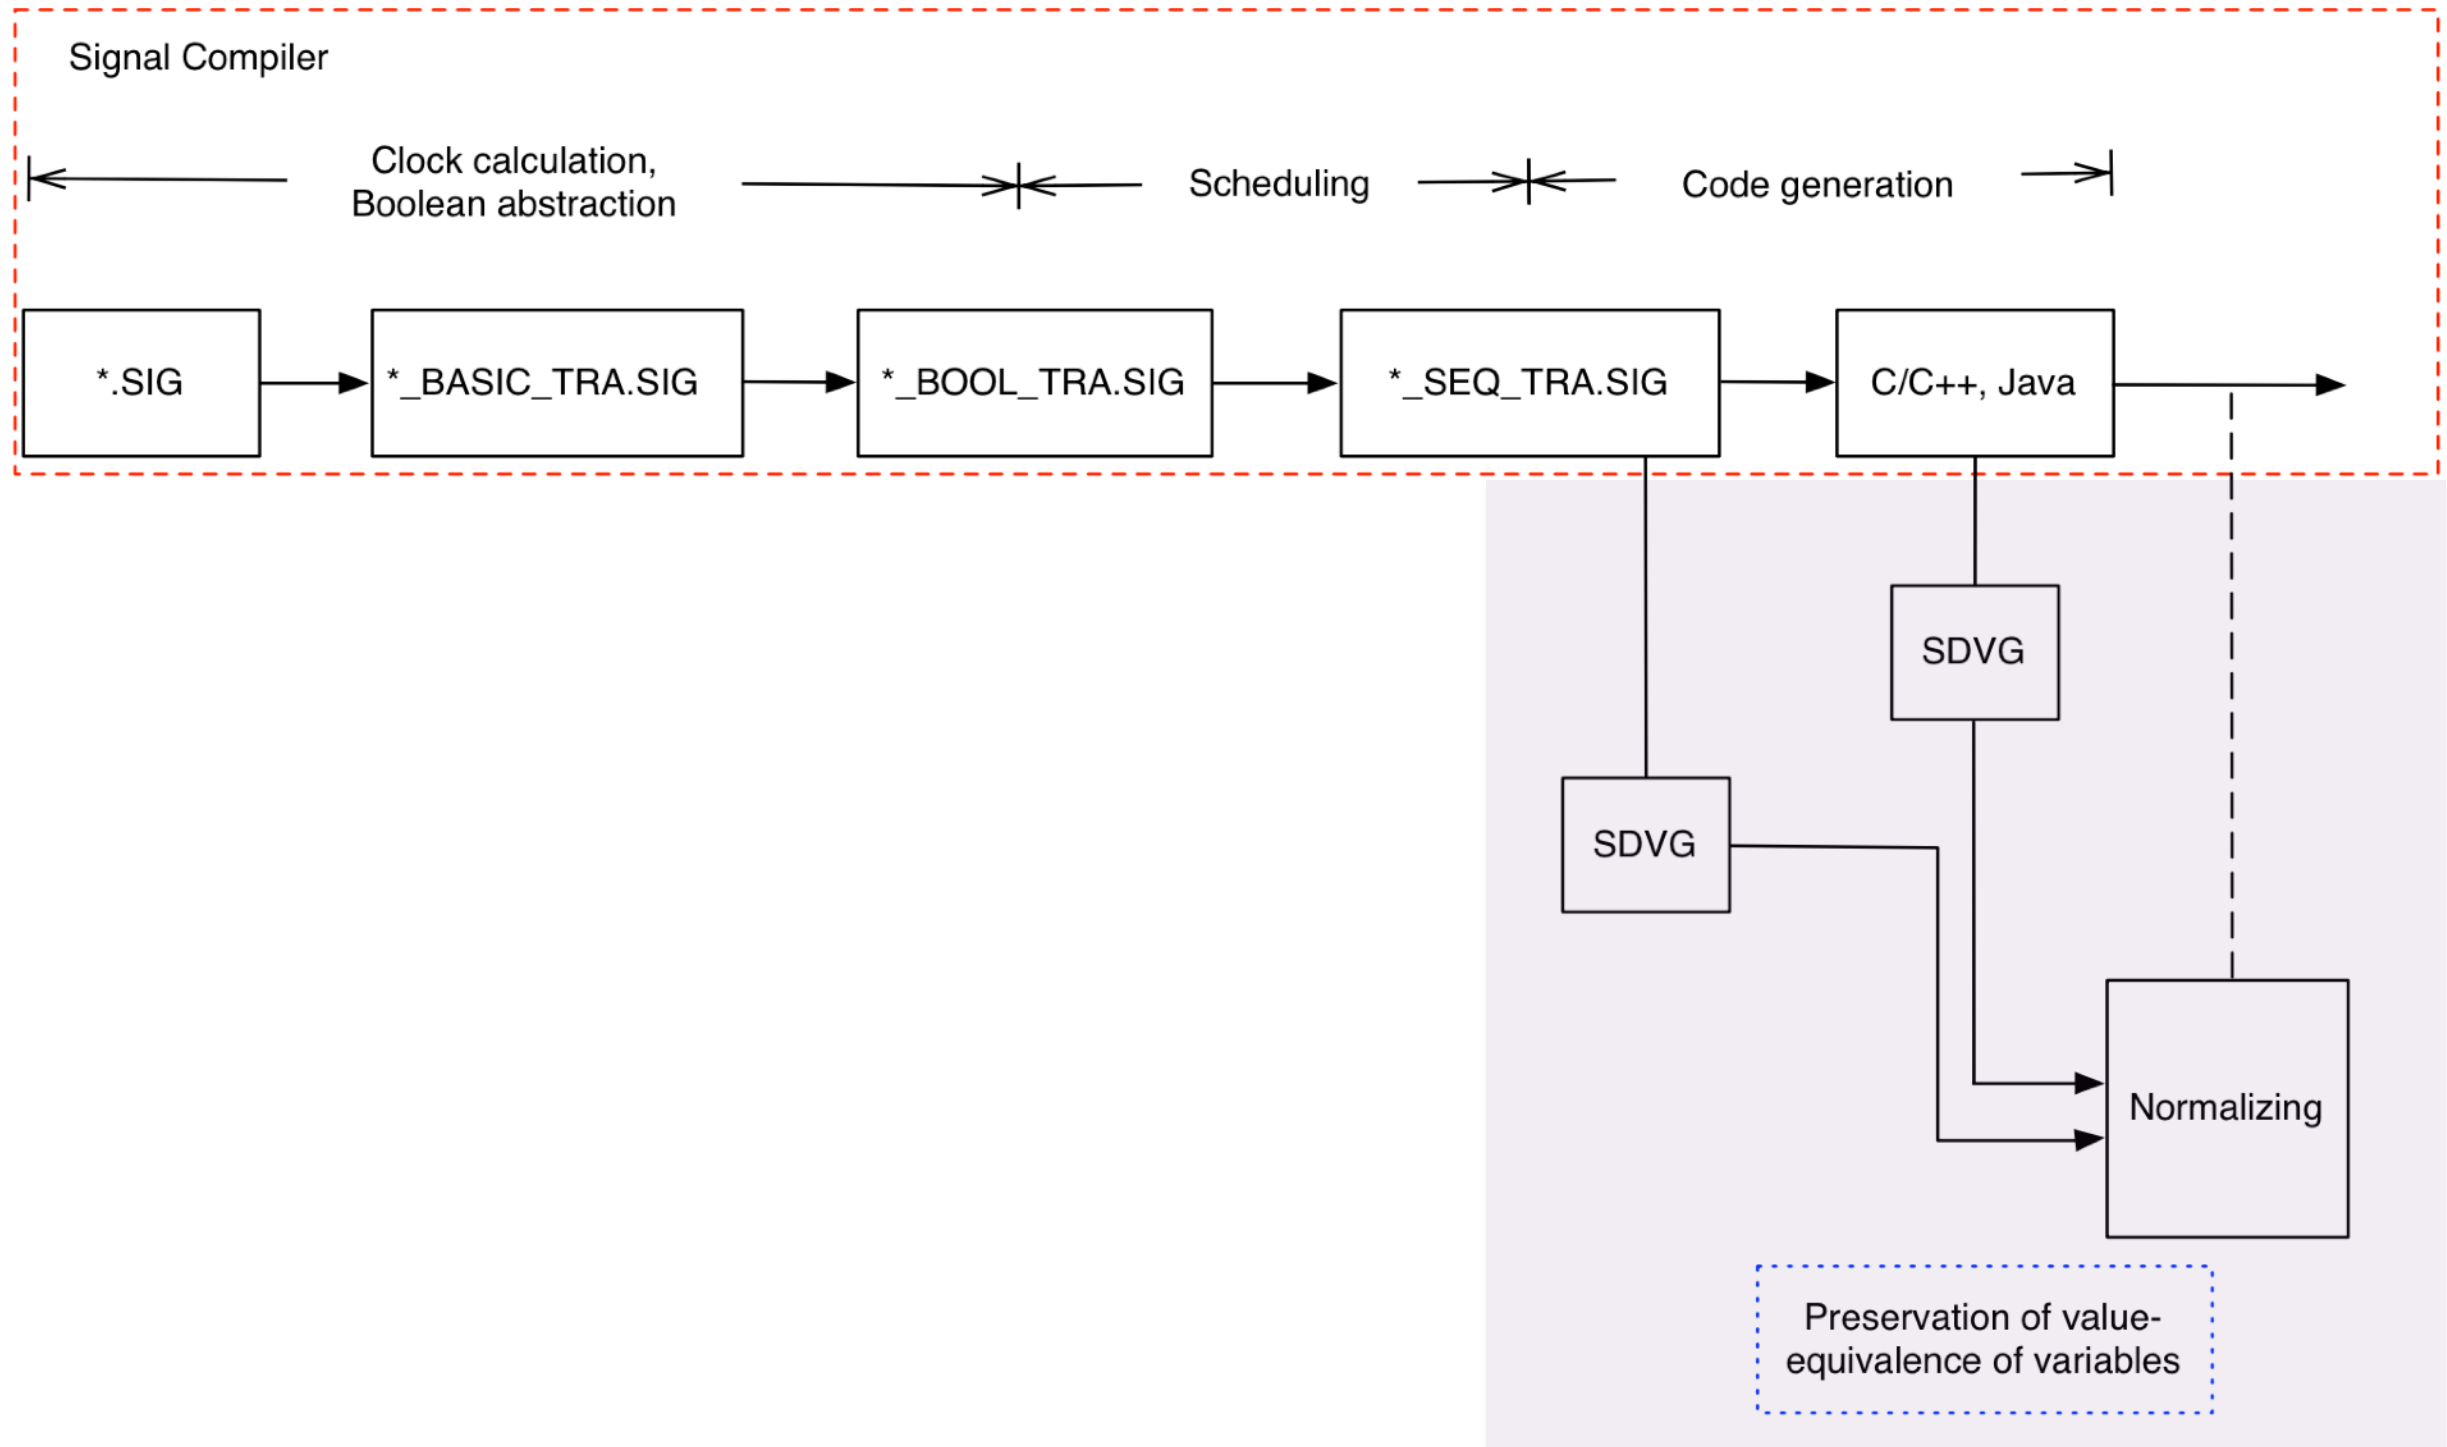 Signal Compiler
Clock calculation,
Boolean abstraction
Scheduling
Code generation
*.SIG
*_BASIC_TRA.SIG
*_BOOL_TRA.SIG
*_SEQ_TRA.SIG
C/C++, Java
SDVG
SDVG
Normalizing
Preservation of value-
equivalence of variables